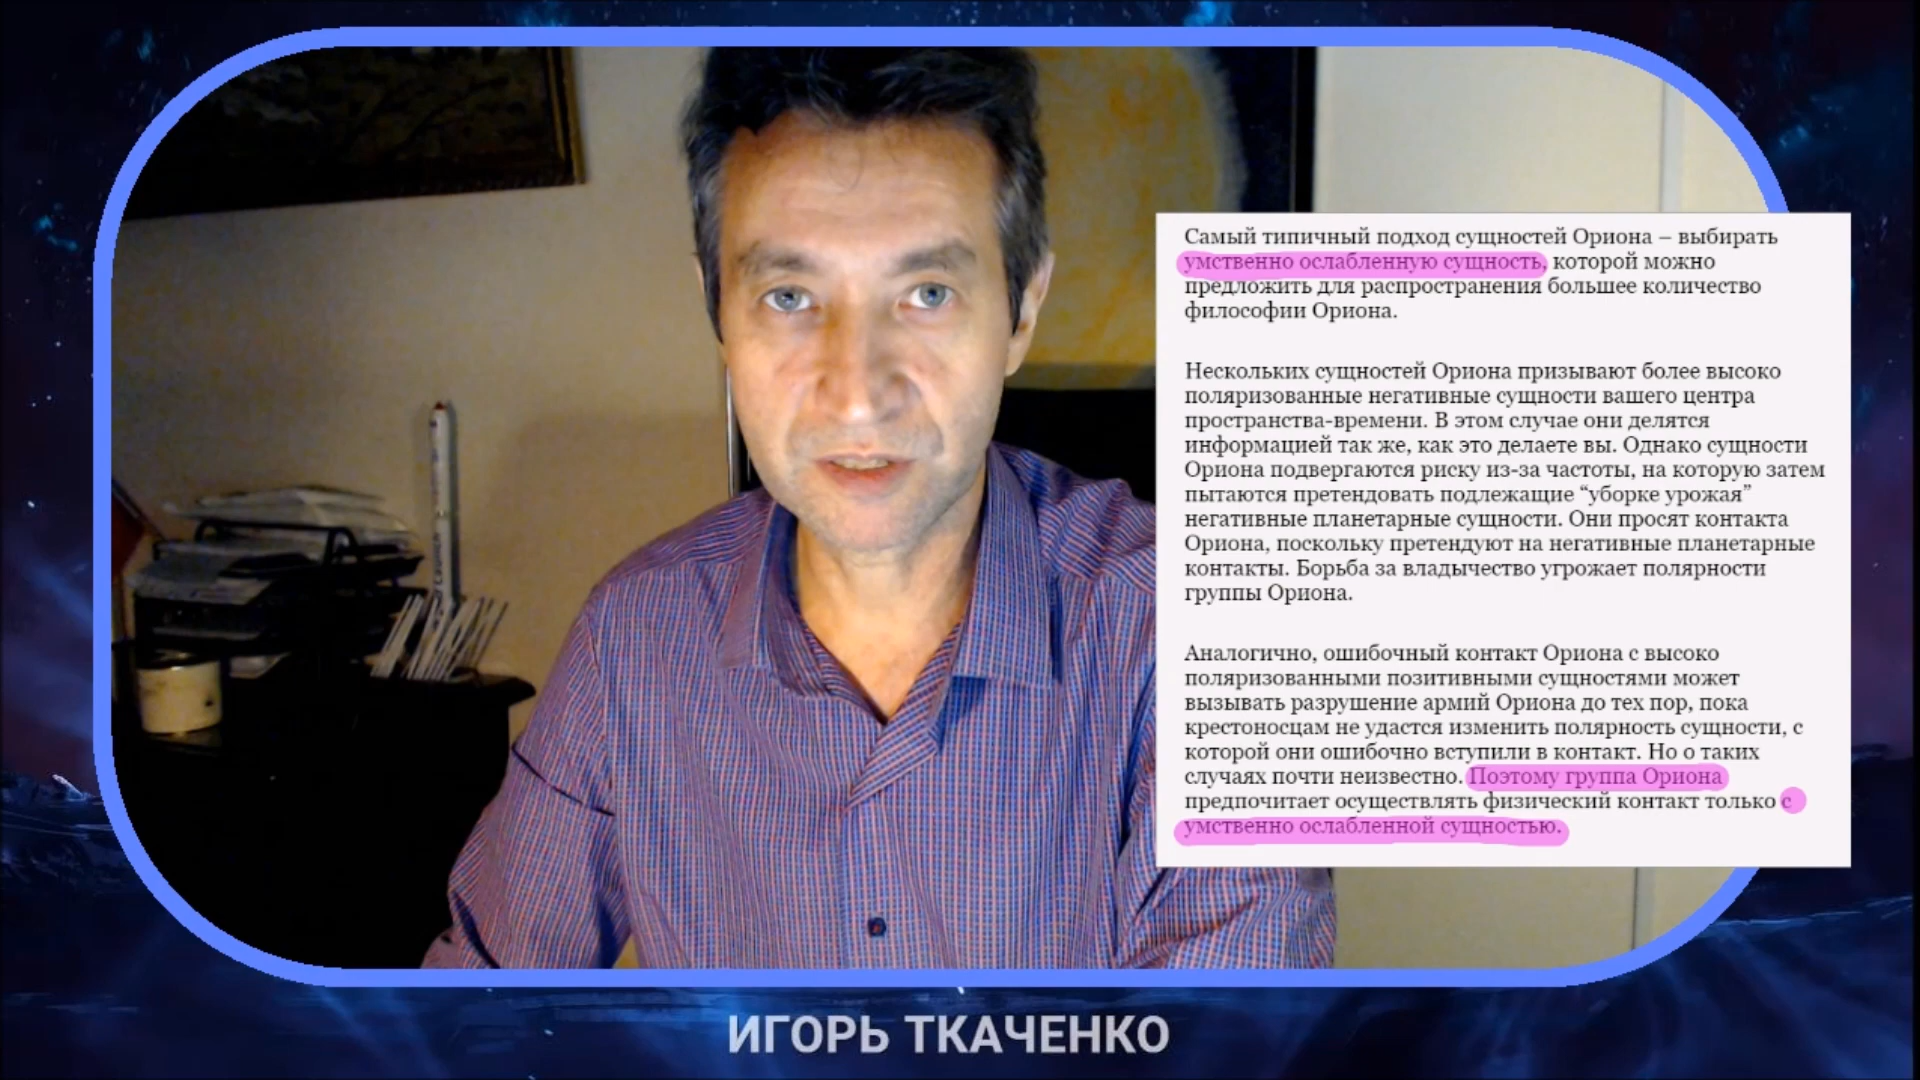 Самый типичный подход сущностей Ориона – выбирать
умственно ослабленную сущность, которой можно
предложить для распространения большее количество
философии Ориона.
Нескольких сущностей Ориона призывают более высоко
поляризованные негативные сущности вашего центра
пространства-времени. В этом случае они делятся
информацией так же, как это делаете вы. Однако сущности
Ориона подвергаются риску из-за частоты, на которую затем
пытаются претендовать подлежащие “уборке урожая”
негативные планетарные сущности. Они просят контакта
Ориона, поскольку претендуют на негативные планетарные
контакты. Борьба за владычество угрожает полярности
группы Ориона.
Аналогично, ошибочный контакт Ориона с высоко
поляризованными позитивными сущностями может
вызывать разрушение армий Ориона до тех пор, пока
крестоносцам не удастся изменить полярность сущности, с
которой они ошибочно вступили в контакт. Но о таких
случаях почти неизвестно. Поэтому группа Ориона
предпочитает осуществлять физический контакт только с
умственно ослабленной сущностью.
ИГОРЬ ТКАЧЕНКО